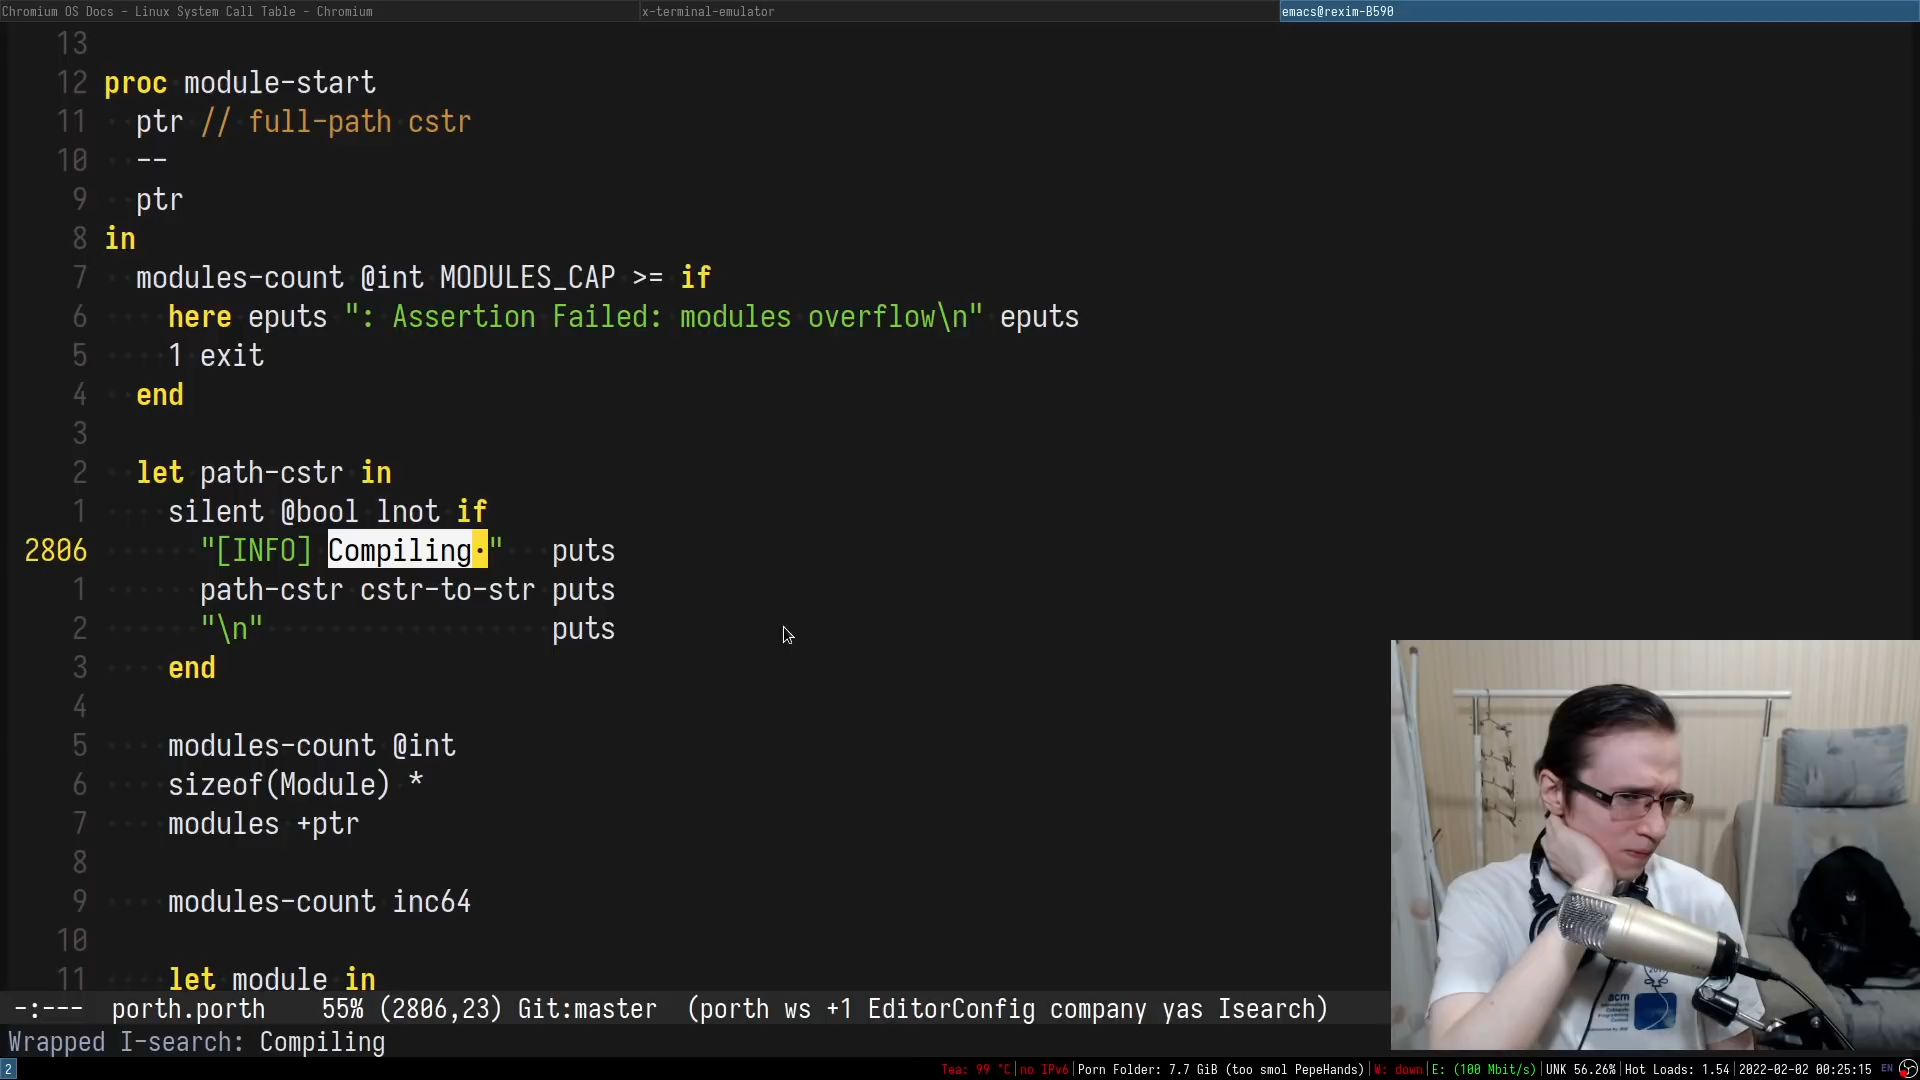 Chromium OS Docs - Linux System Call Table - Chromium
x-terminal-emulator
emacs@rexim-B590
13
12 proc module-start
11 ptr // full-path cstr
10 --
9 ptr
8 in
7 modules-count @int MODULES_CAP >= if
6 here eputs ": Assertion Failed: modules overflow\n" eputs
5 1 exit
4 end
3
2 let path-cstr in
1 silent @bool lnot if
2806 "[INFO] Compiling·" puts
1 path-cstr cstr-to-str puts
2 "\n" puts
3 end
4
5 modules-count @int
6 sizeof(Module) *
7 modules +ptr
8
9 modules-count inc64
10
11 let module in
-:--- porth.porth 55% (2806,23) Git:master (porth ws +1 EditorConfig company yas Isearch)
Wrapped I-search: Compiling
2 Tea: 99 °C|no IPv6|Porn Folder: 7.7 GiB (too smol PepeHands)|W: down|E: (100 Mbit/s)|UNK 56.26%|Hot Loads: 1.54|2022-02-02 00:25:15 EN
acm